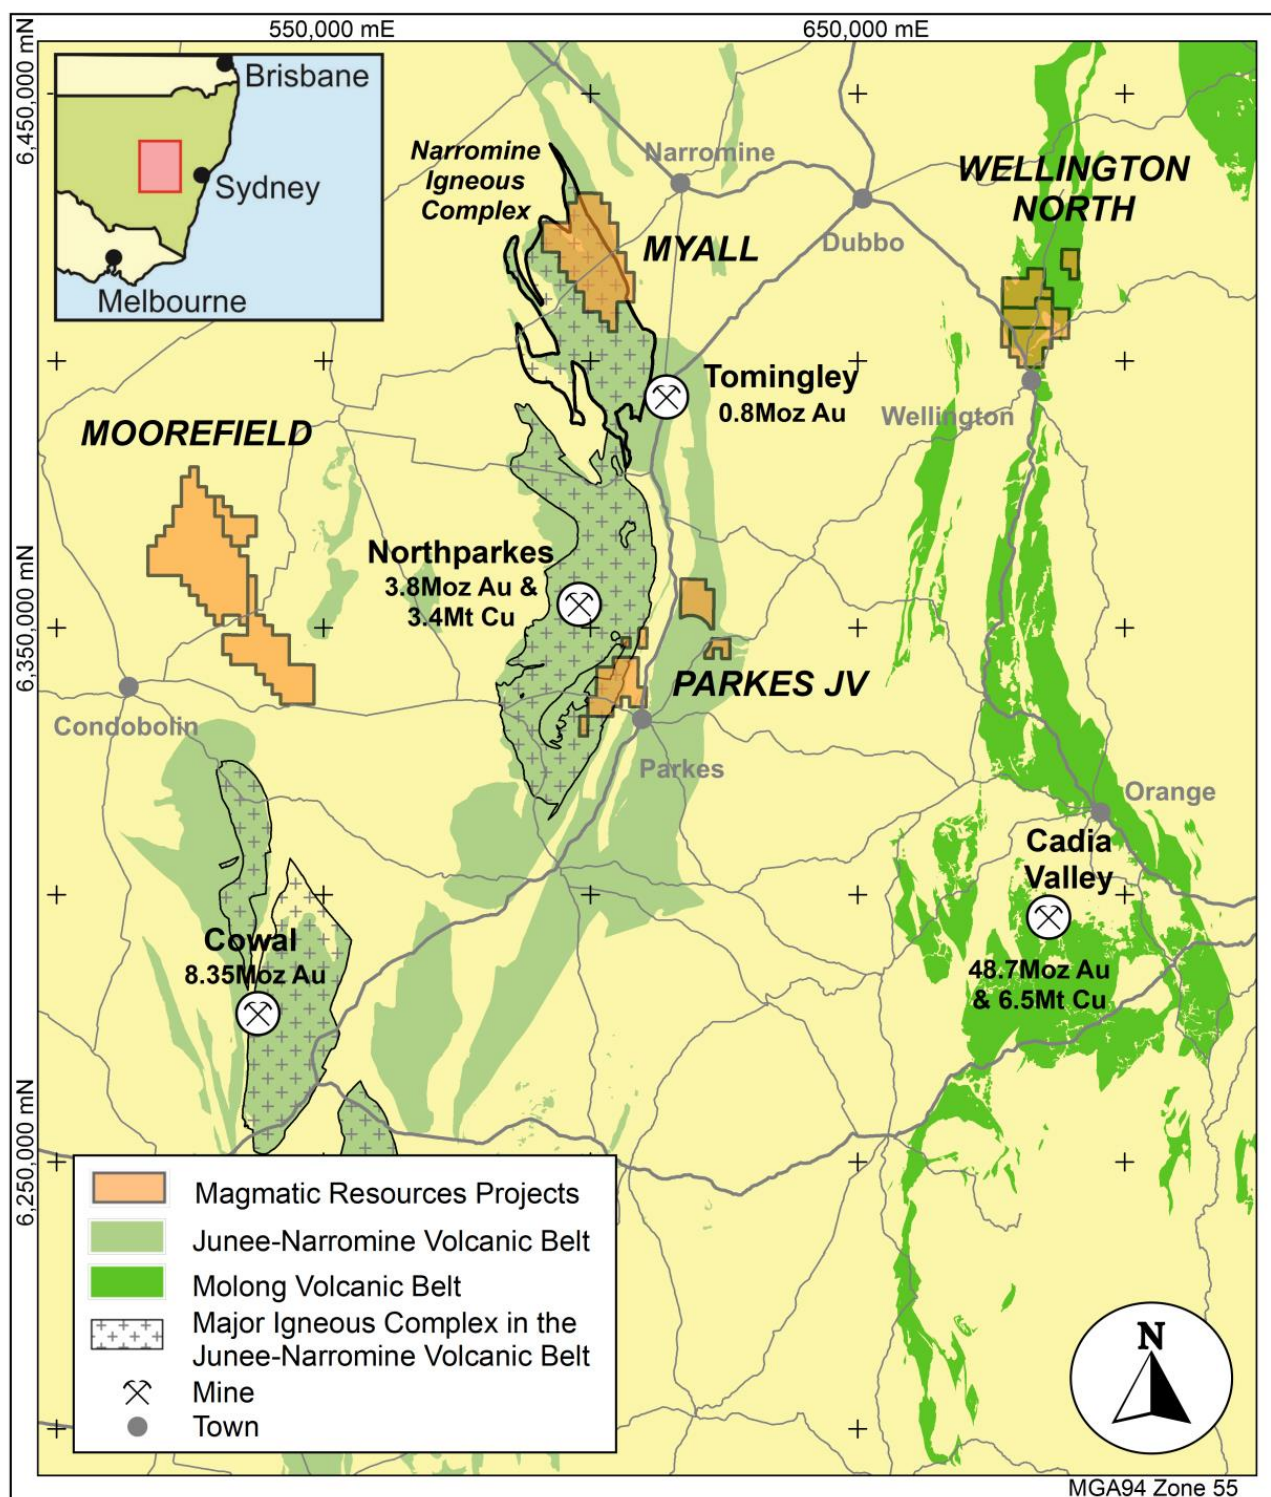 550,000 mE
650,000 mE
6,450,000 mN
6,350,000 mN
6,250,000 mN
Brisbane
Sydney
Melbourne
Narromine
Igneous
Complex
Narromine
MYALL
Dubbo
WELLINGTON
NORTH
Tomingley
0.8Moz Au
Wellington
MOOREFIELD
Northparkes
3.8Moz Au &
3.4Mt Cu
PARKES JV
Condobolin
Parkes
Orange
Cadia
Valley
48.7Moz Au
& 6.5Mt Cu
Cowal
8.35Moz Au
Magmatic Resources Projects
Junee-Narromine Volcanic Belt
Molong Volcanic Belt
Major Igneous Complex in the
Junee-Narromine Volcanic Belt
Mine
Town
N
MGA94 Zone 55